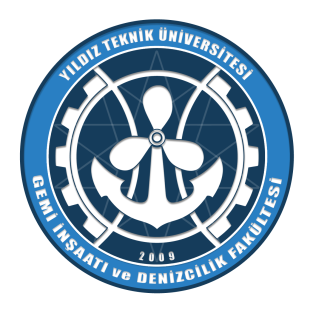 YILDIZ TEKNİK ÜNİVERSİTESİ
2009
GEMİ İNŞAATI ve DENİZCİLİK FAKÜLTESİ